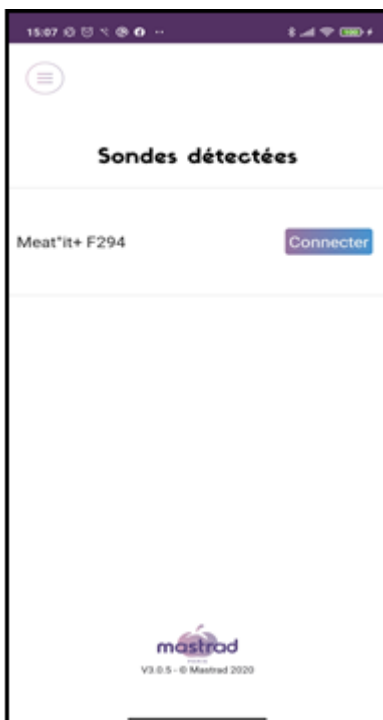 15:07
Sondes détectées
Meat°it+ F294
Connecter
mastrad
PARIS
V3.0.5 - © Mastrad 2020